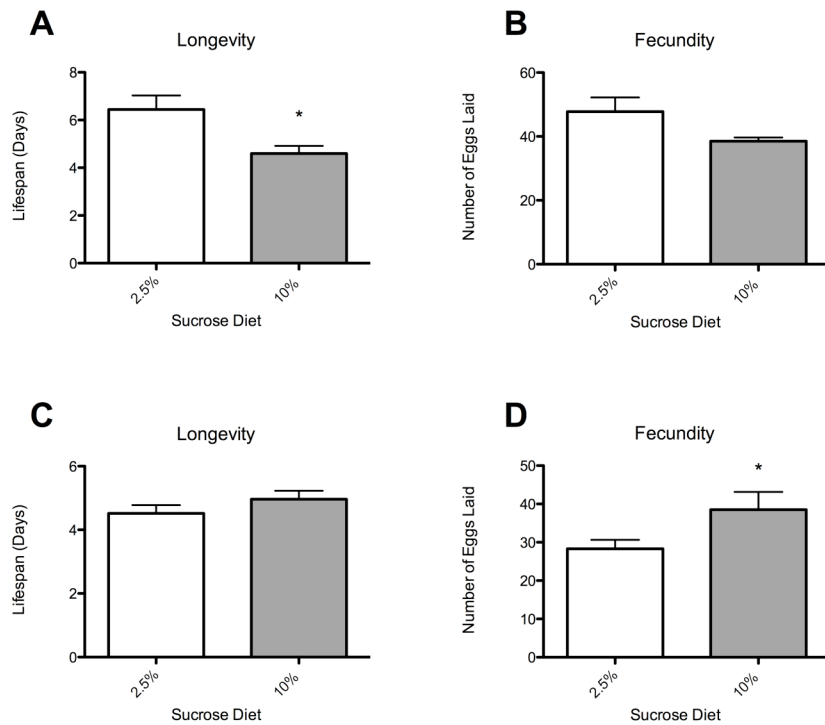 A
Longevity
Lifespan (Days)
8
6
4
2
0
*
2.5%
10%
Sucrose Diet
B
Fecundity
Number of Eggs Laid
60
40
20
0
2.5%
10%
Sucrose Diet
C
Longevity
Lifespan (Days)
6
4
2
0
2.5%
10%
Sucrose Diet
D
Fecundity
Number of Eggs Laid
50
40
30
20
10
0
*
2.5%
10%
Sucrose Diet